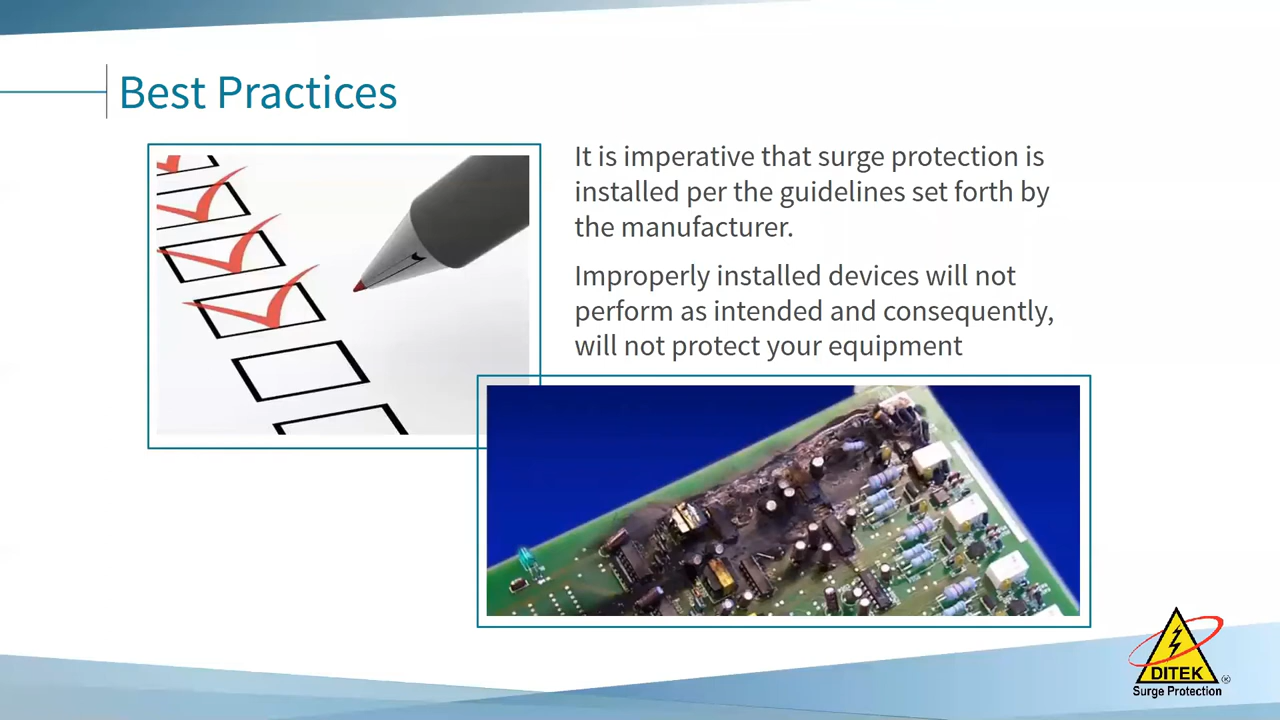 Best Practices
It is imperative that surge protection is
installed per the guidelines set forth by
the manufacturer.
Improperly installed devices will not
perform as intended and consequently,
will not protect your equipment
DITEK
®
Surge Protection